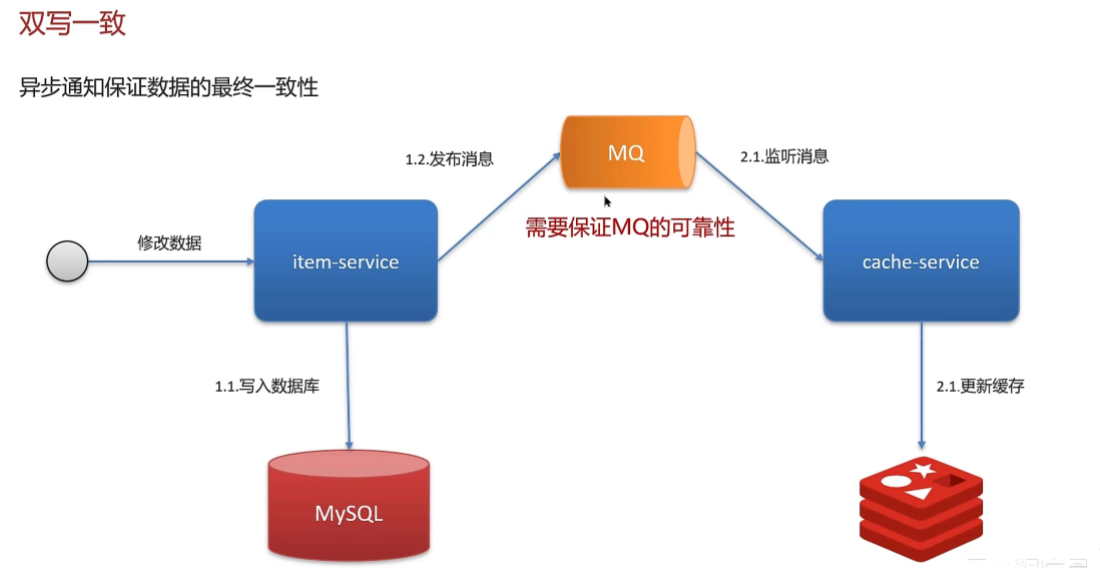 双写一致
异步通知保证数据的最终一致性
1.2.发布消息
MQ
2.1.监听消息
需要保证MQ的可靠性
修改数据
item-service
cache-service
1.1.写入数据库
2.1.更新缓存
MySQL